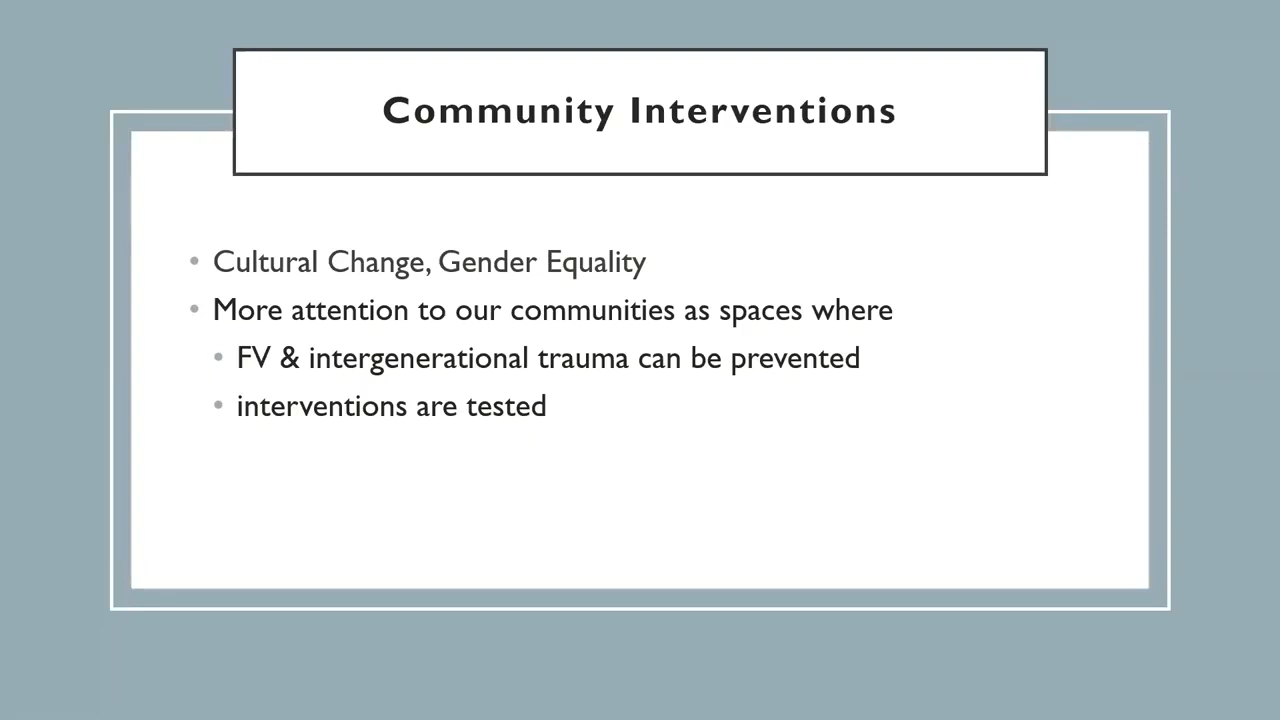 Community Interventions
• Cultural Change, Gender Equality
• More attention to our communities as spaces where
• FV & intergenerational trauma can be prevented
• interventions are tested